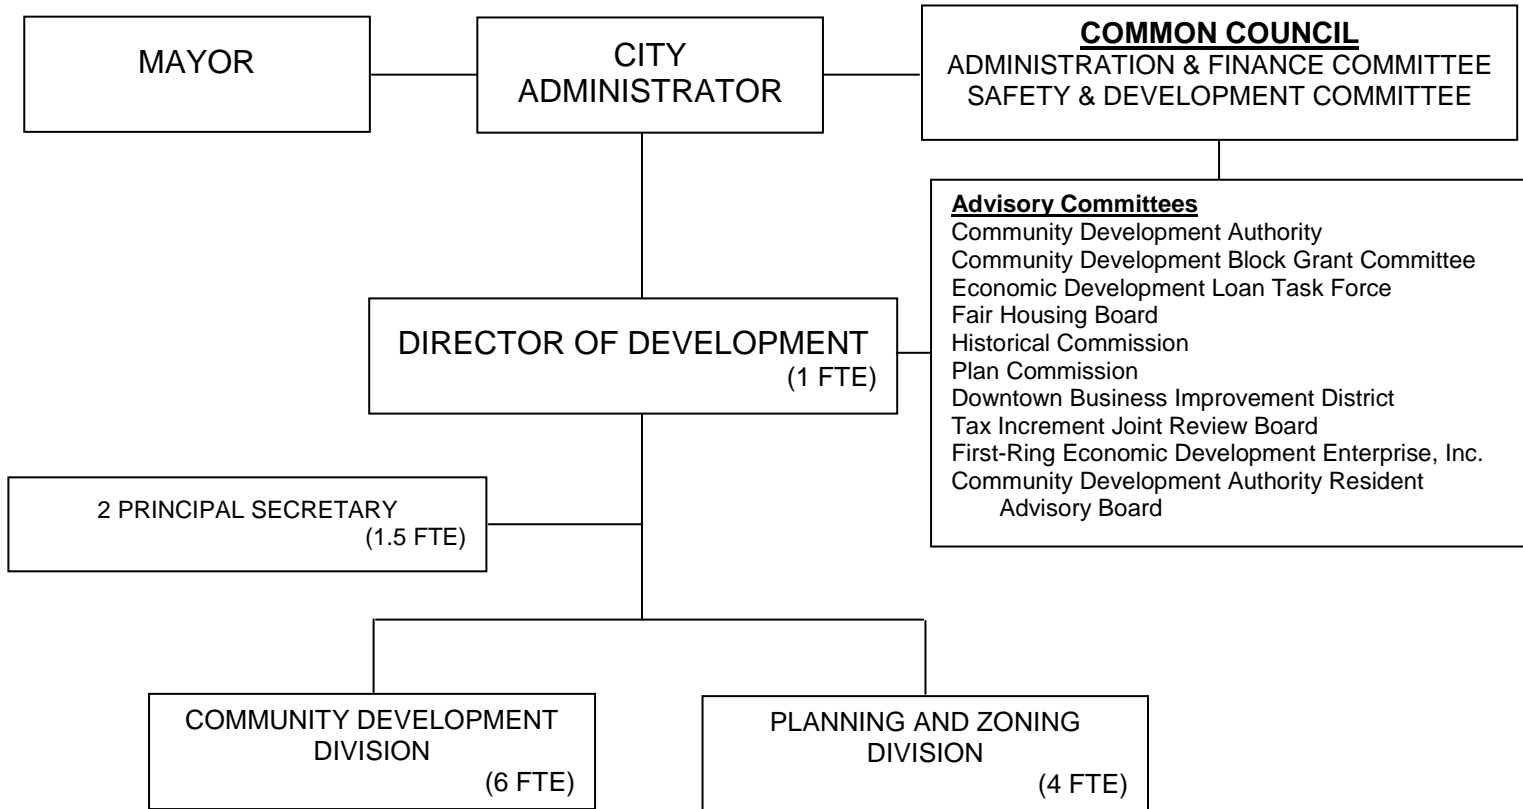 MAYOR
CITY
ADMINISTRATOR
COMMON COUNCIL
ADMINISTRATION & FINANCE COMMITTEE
SAFETY & DEVELOPMENT COMMITTEE
Advisory Committees
Community Development Authority
Community Development Block Grant Committee
Economic Development Loan Task Force
Fair Housing Board
Historical Commission
Plan Commission
Downtown Business Improvement District
Tax Increment Joint Review Board
First-Ring Economic Development Enterprise, Inc.
Community Development Authority Resident
Advisory Board
DIRECTOR OF DEVELOPMENT
(1 FTE)
2 PRINCIPAL SECRETARY
(1.5 FTE)
COMMUNITY DEVELOPMENT
DIVISION
(6 FTE)
PLANNING AND ZONING
DIVISION
(4 FTE)